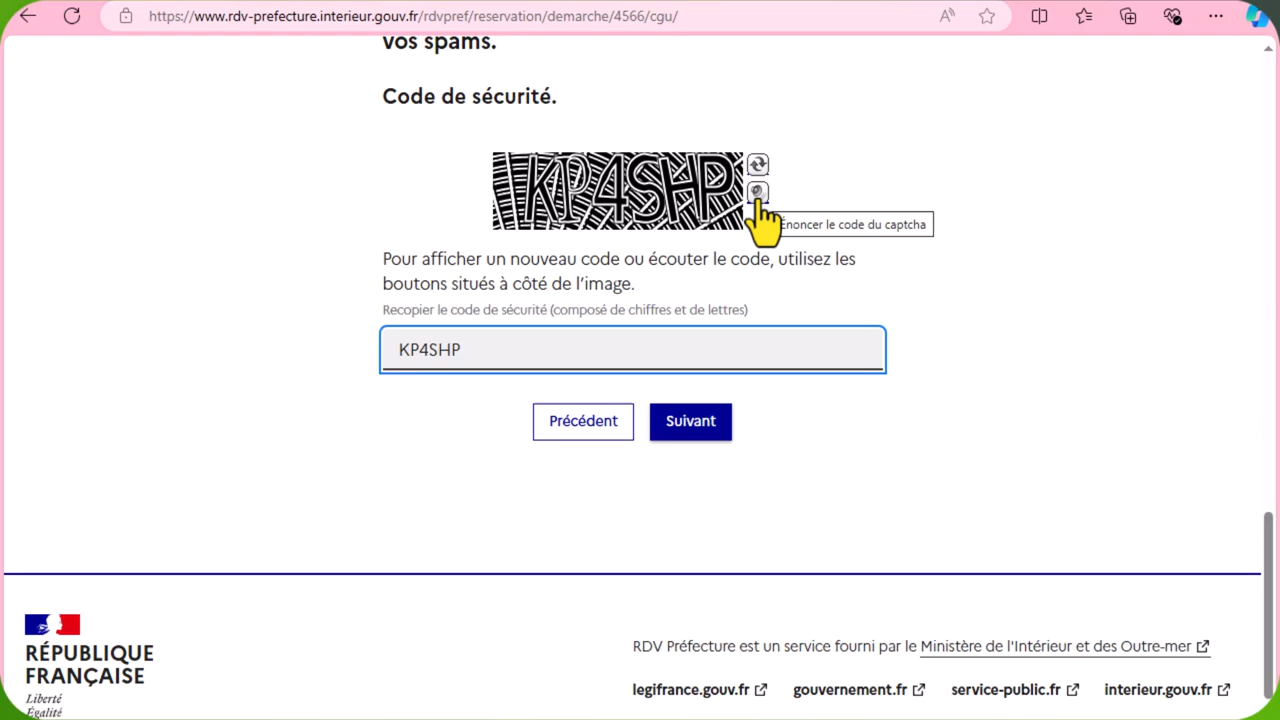 https://www.rdv-prefecture.interieur.gouv.fr/rdvpref/reservation/demarche/4566/cgu/
vos spams.
Code de sécurité.
KP4SHP
Énoncer le code du captcha
Pour afficher un nouveau code ou écouter le code, utilisez les
boutons situés à côté de l'image.
Recopier le code de sécurité (composé de chiffres et de lettres)
KP4SHP
Précédent
Suivant
RÉPUBLIQUE
FRANÇAISE
Liberté
Égalité
RDV Préfecture est un service fourni par le Ministère de l'Intérieur et des Outre-mer
legifrance.gouv.fr
gouvernement.fr
service-public.fr
interieur.gouv.fr